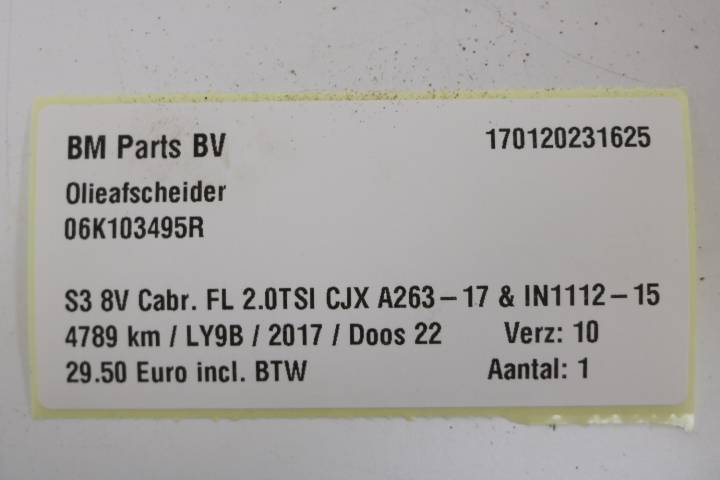 BM Parts BV 170120231625
Olieafscheider
06K103495R
S3 8V Cabr. FL 2.0TSI CJX A263-17 & IN1112-15
4789 km / LY9B / 2017 / Doos 22 Verz: 10
29.50 Euro incl. BTW Aantal: 1